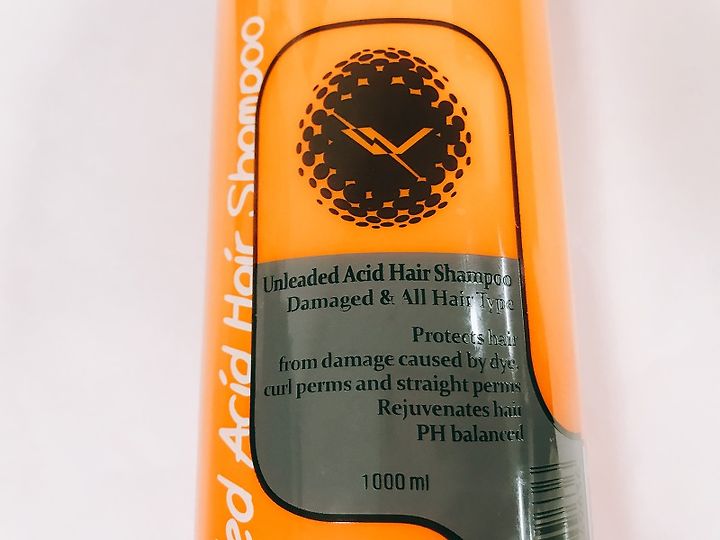 ed Acid Hair Shampoo
Unleaded Acid Hair Shampoo
Damaged & All Hair Type
Protects hair
from damage caused by dye,
curl perms and straight perms
Rejuvenates hair
PH balanced
1000 ml